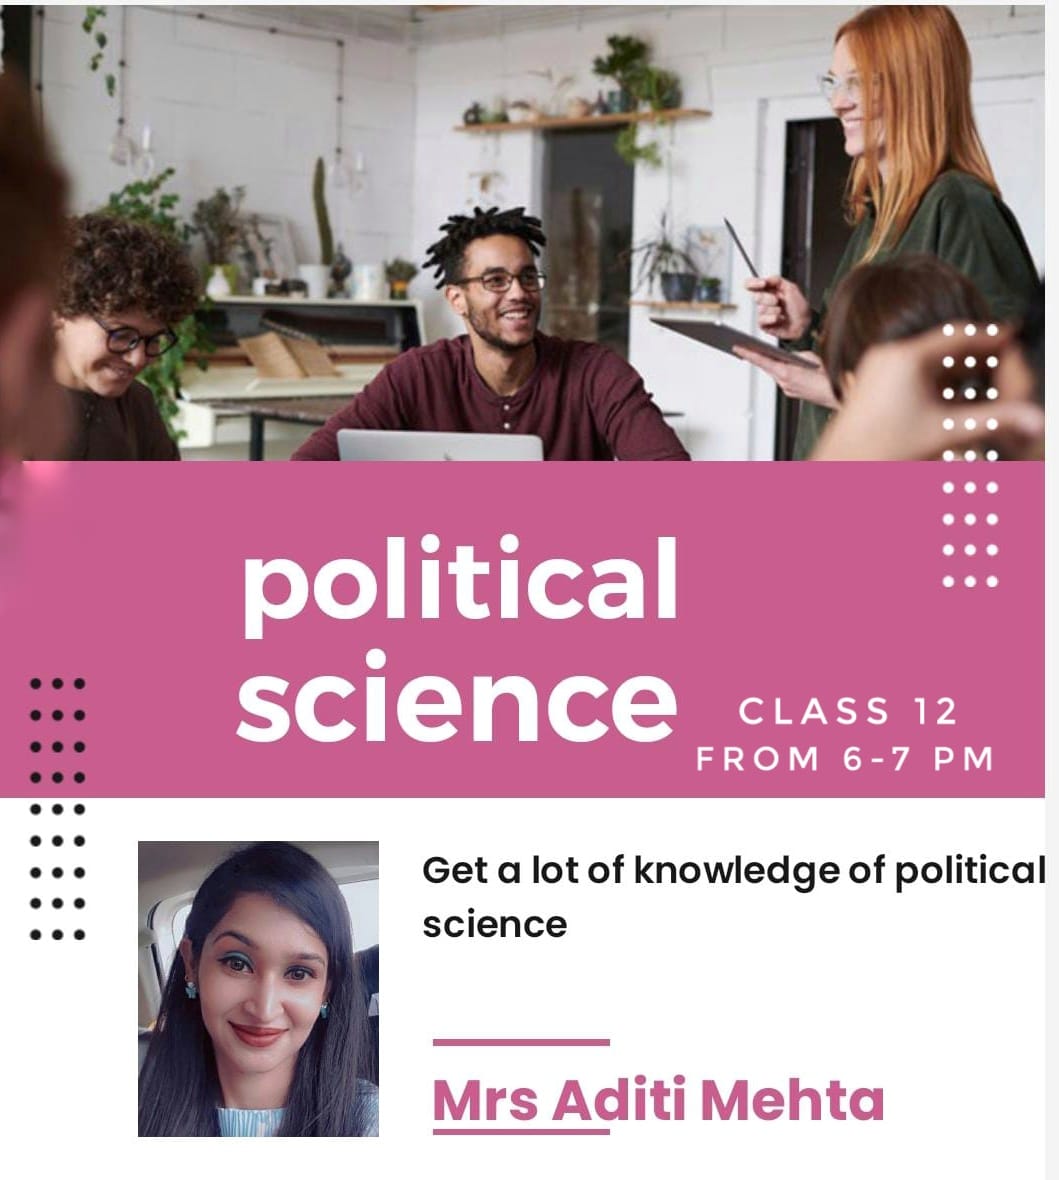 political
science
CLASS 12
FROM 6-7 PM
Get a lot of knowledge of political
science
Mrs Aditi Mehta